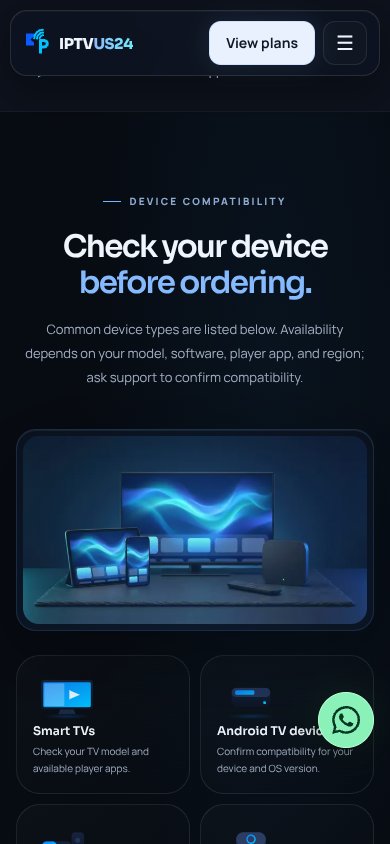 IPTVUS24
View plans
DEVICE COMPATIBILITY
Check your device
before ordering.
Common device types are listed below. Availability
depends on your model, software, player app, and region;
ask support to confirm compatibility.
Smart TVs
Check your TV model and
available player apps.
Android TV
Confirm compatibility for your
device and OS version.